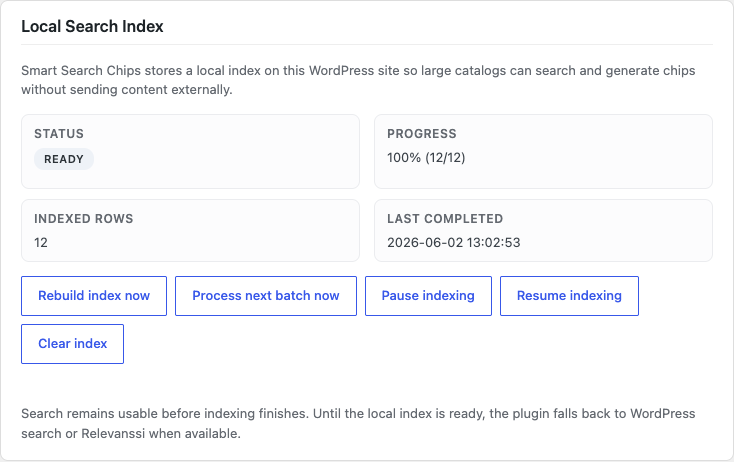 Local Search Index
Smart Search Chips stores a local index on this WordPress site so large catalogs can search and generate chips
without sending content externally.
STATUS
READY
PROGRESS
100% (12/12)
INDEXED ROWS
12
LAST COMPLETED
2026-06-02 13:02:53
Rebuild index now
Process next batch now
Pause indexing
Resume indexing
Clear index
Search remains usable before indexing finishes. Until the local index is ready, the plugin falls back to WordPress
search or Relevanssi when available.